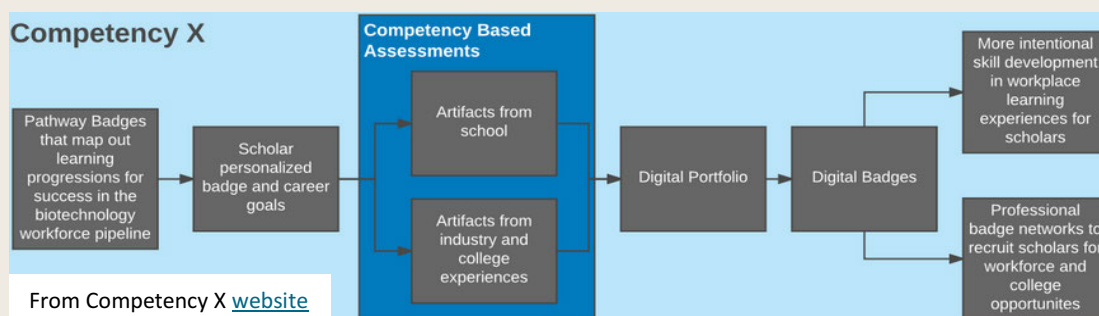 Competency X
Pathway Badges
that map out
learning
progressions for
success in the
biotechnology
workforce pipeline
Scholar
personalized
badge and career
goals
Competency Based
Assessments
Artifacts from
school
Artifacts from
industry and
college
experiences
Digital Portfolio
Digital Badges
More intentional
skill development
in workplace
learning
experiences for
scholars
Professional
badge networks to
recruit scholars for
workforce and
college
opportunites
From Competency X website